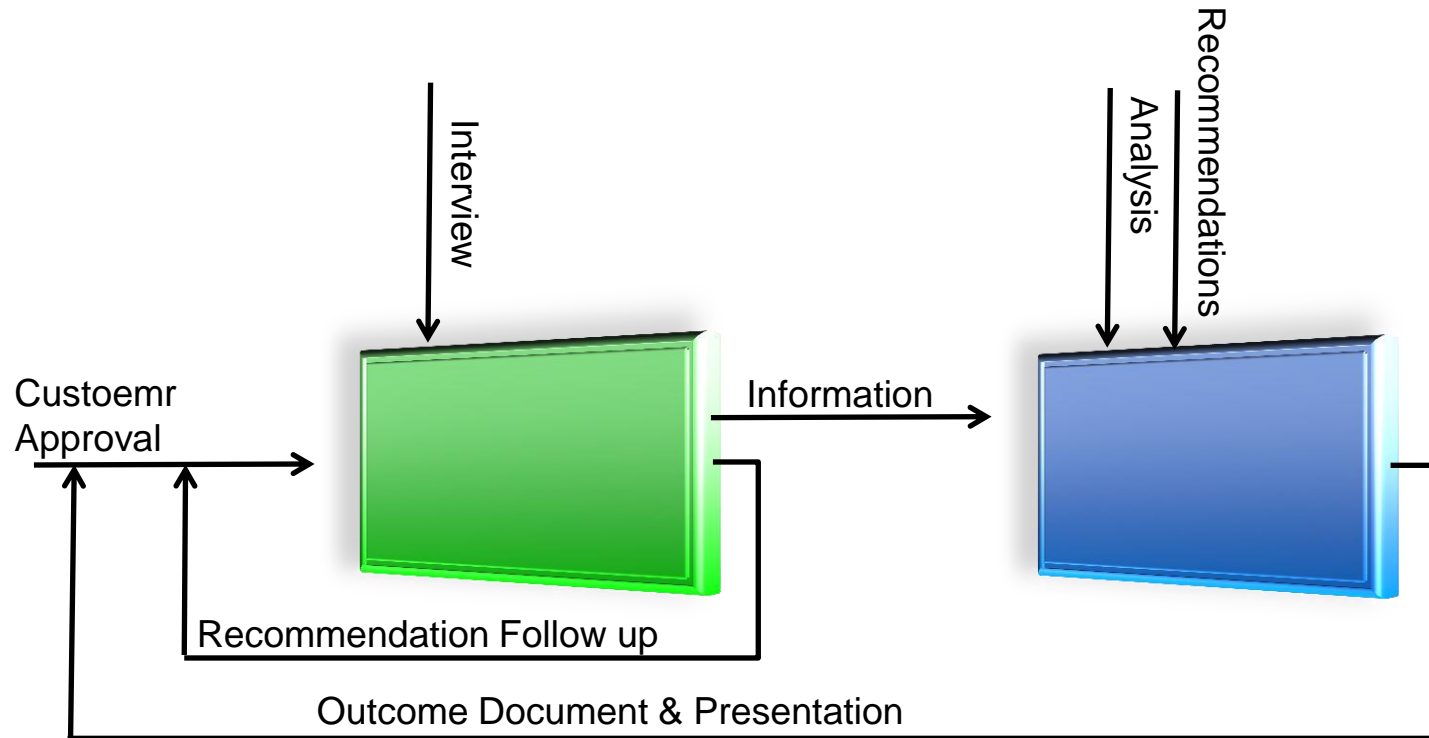 Interview
Analysis
Recommendations
Custoemr
Approval
Information
Recommendation Follow up
Outcome Document & Presentation